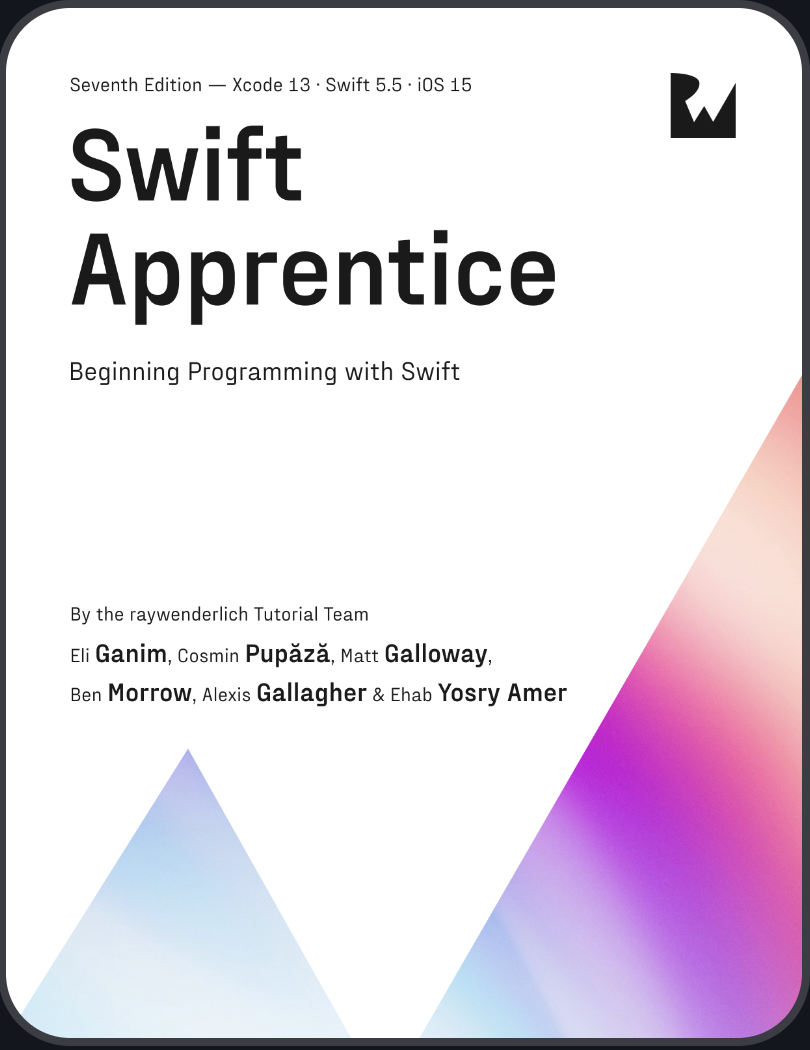 Seventh Edition — Xcode 13 · Swift 5.5 · iOS 15
Swift
Apprentice
Beginning Programming with Swift
By the raywenderlich Tutorial Team
Eli Ganim, Cosmin Pupăză, Matt Galloway,
Ben Morrow, Alexis Gallagher & Ehab Yosry Amer